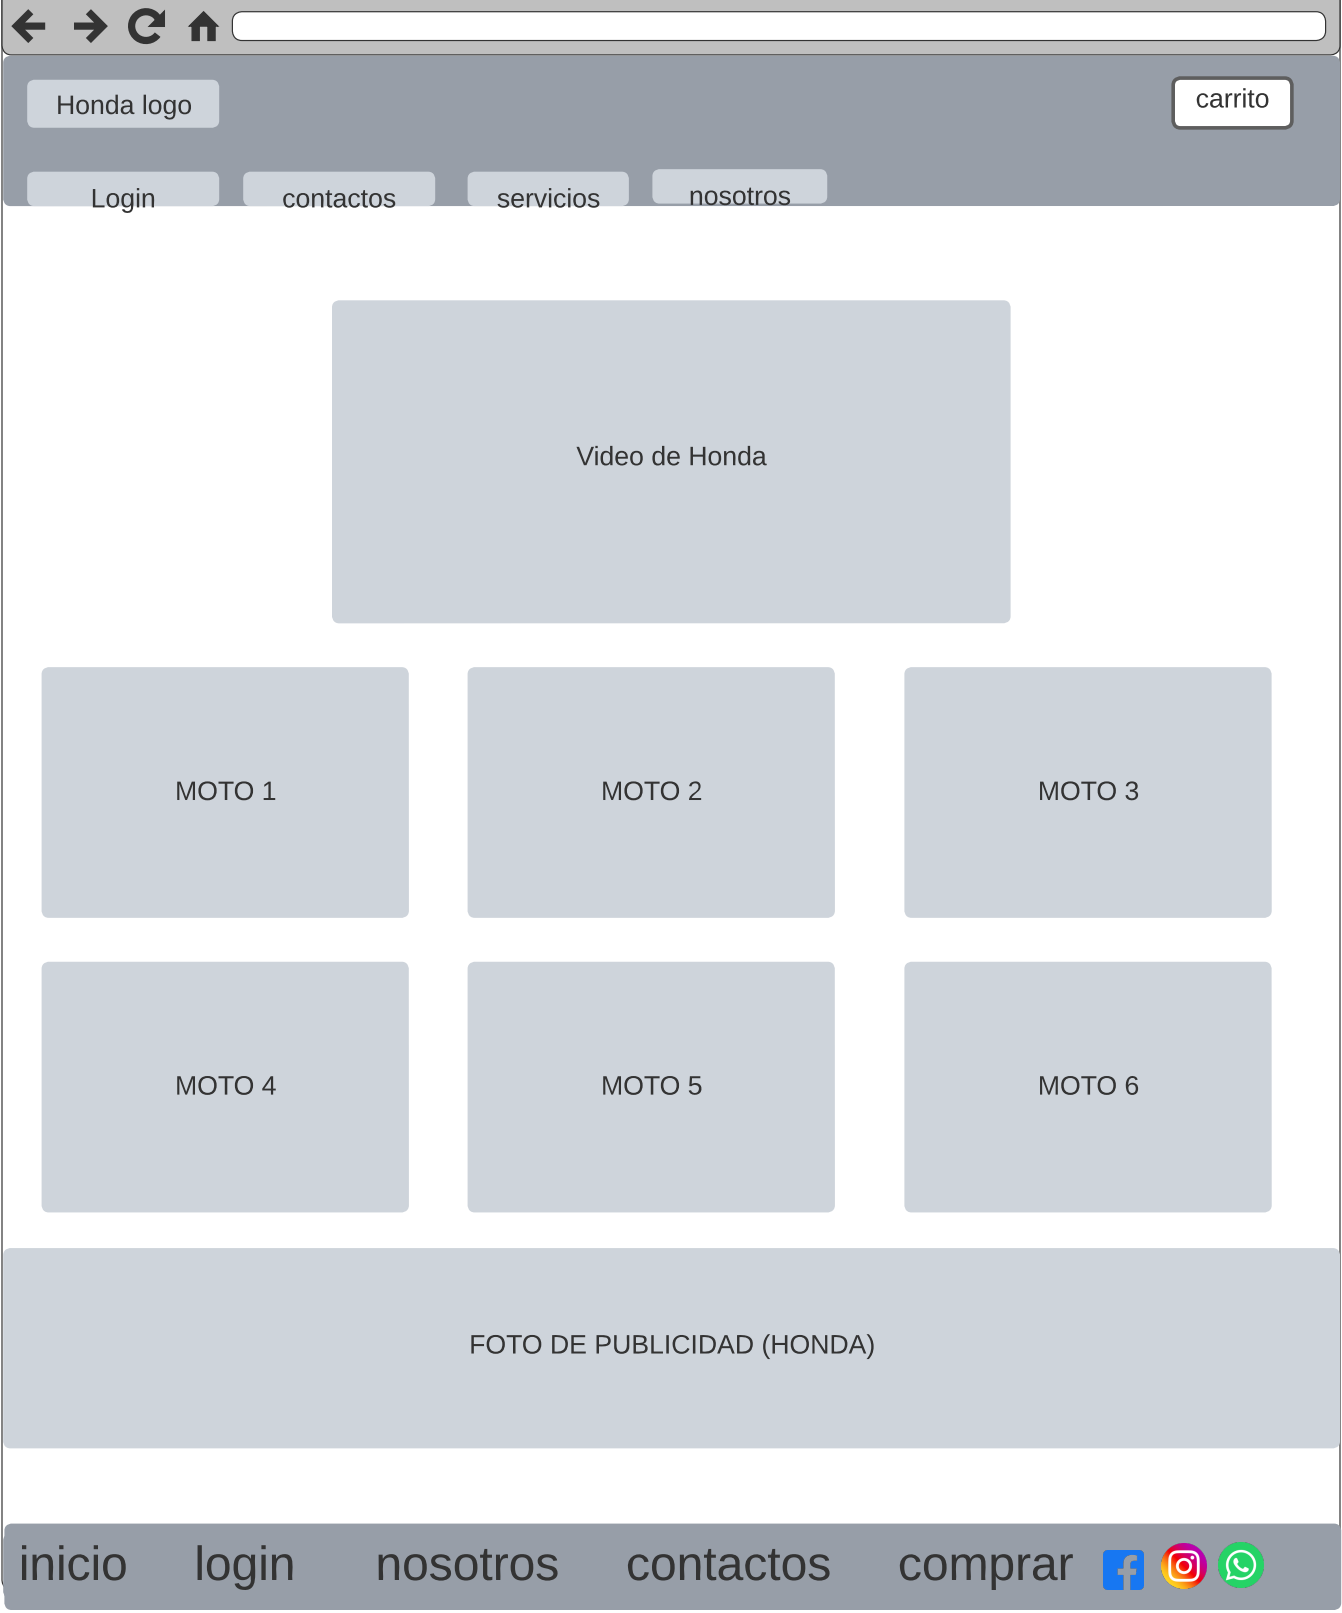 Honda logo
carrito
Login
contactos
servicios
nosotros
Video de Honda
MOTO 1
MOTO 2
MOTO 3
MOTO 4
MOTO 5
MOTO 6
FOTO DE PUBLICIDAD (HONDA)
inicio
login
nosotros
contactos
comprar